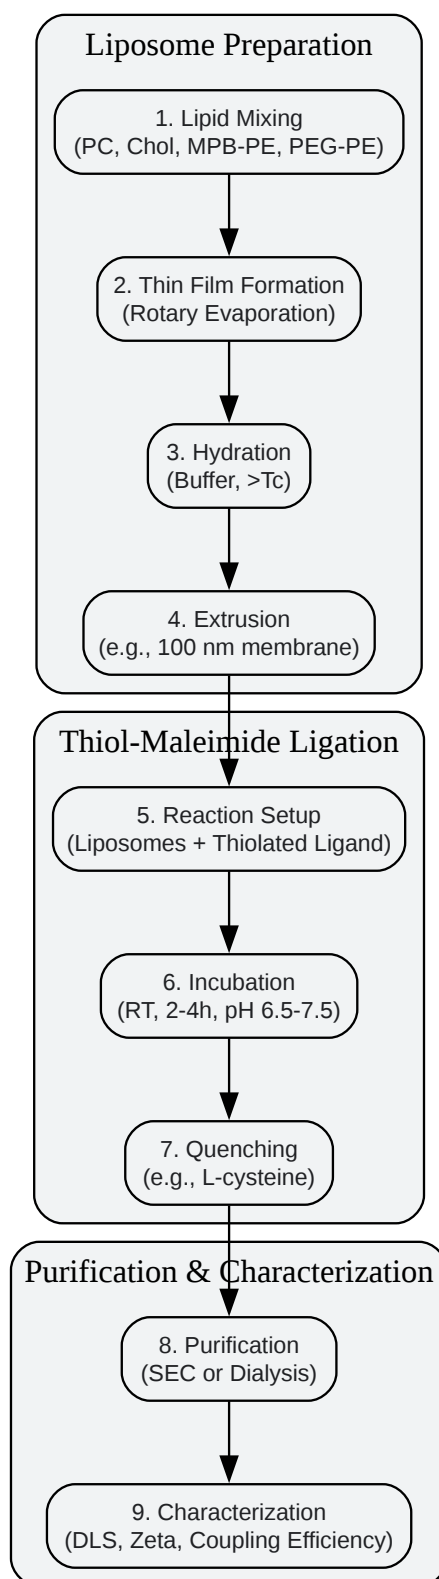 Liposome Preparation
1. Lipid Mixing
(PC, Chol, MPB-PE, PEG-PE)
2. Thin Film Formation
(Rotary Evaporation)
3. Hydration
(Buffer, >Tc)
4. Extrusion
(e.g., 100 nm membrane)
Thiol-Maleimide Ligation
5. Reaction Setup
(Liposomes + Thiolated Ligand)
6. Incubation
(RT, 2-4h, pH 6.5-7.5)
7. Quenching
(e.g., L-cysteine)
Purification & Characterization
8. Purification
(SEC or Dialysis)
9. Characterization
(DLS, Zeta, Coupling Efficiency)